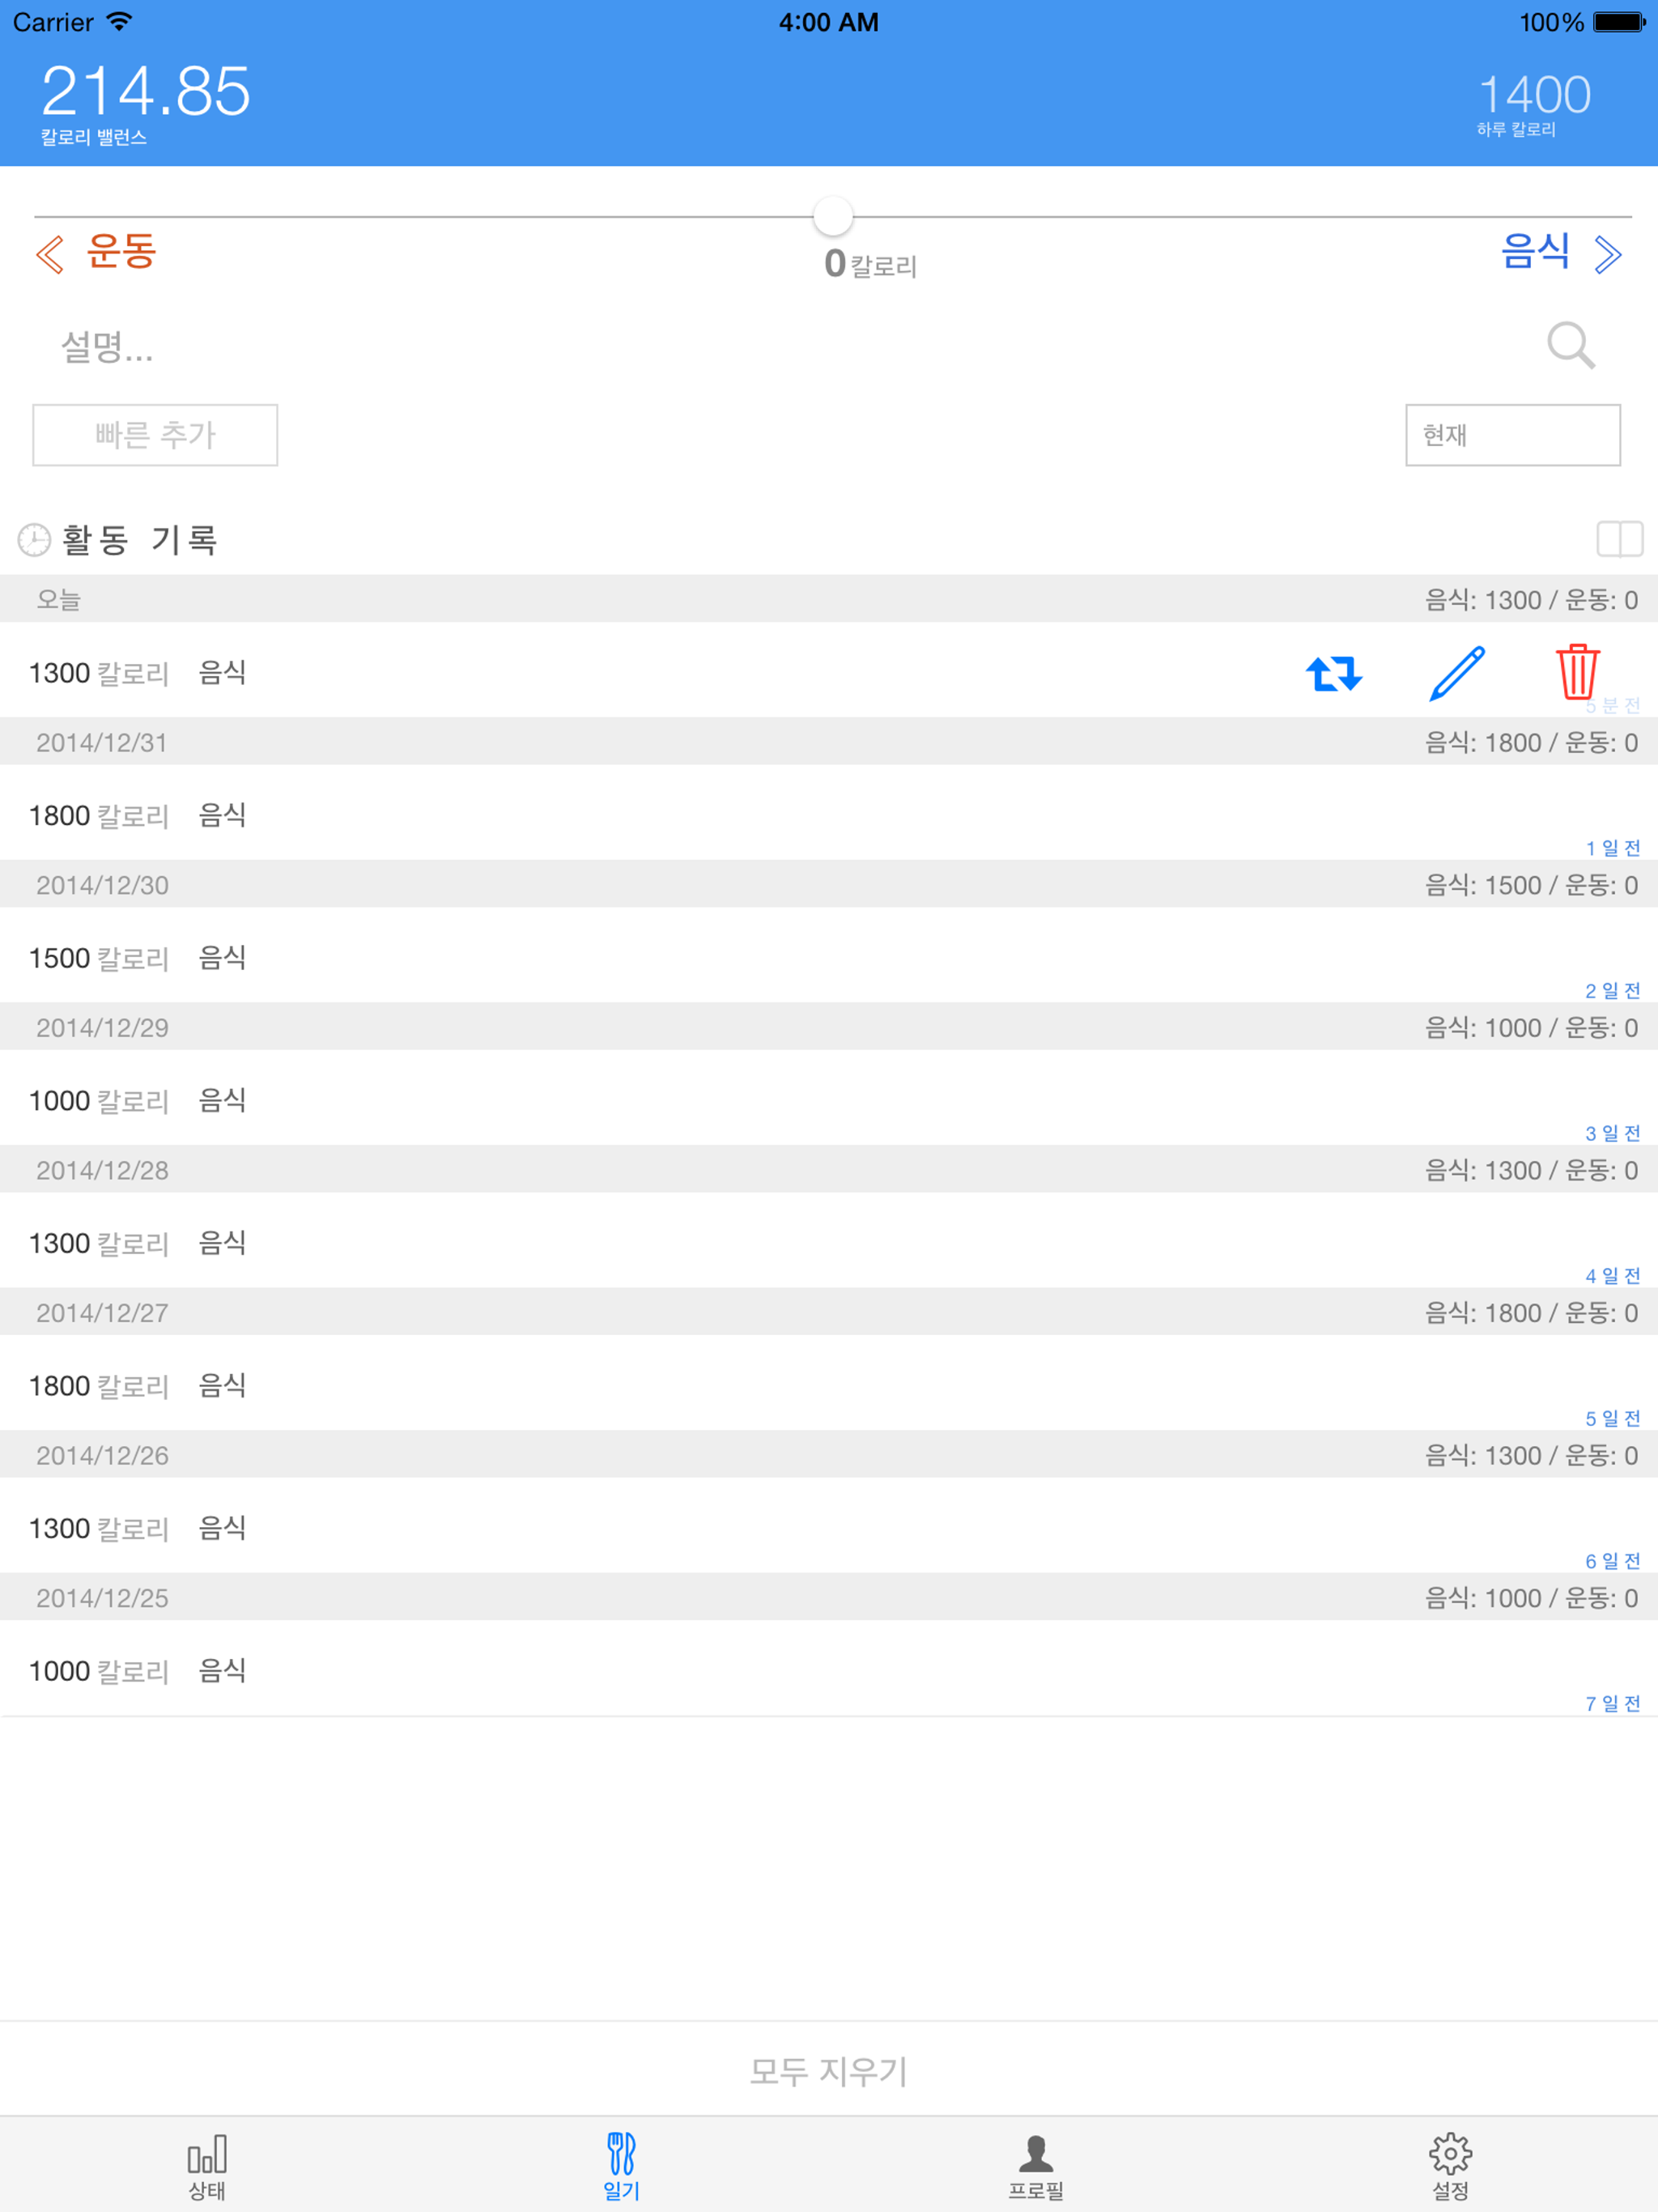 Carrier 4:00 AM 100%
214.85 1400
칼로리 밸런스 하루 칼로리
운동 음식
0 칼로리
설명...
빠른 추가 현재
활동 기록
오늘 음식: 1300 / 운동: 0
1300 칼로리 음식
5 분 전
2014/12/31 음식: 1800 / 운동: 0
1800 칼로리 음식
1 일 전
2014/12/30 음식: 1500 / 운동: 0
1500 칼로리 음식
2 일 전
2014/12/29 음식: 1000 / 운동: 0
1000 칼로리 음식
3 일 전
2014/12/28 음식: 1300 / 운동: 0
1300 칼로리 음식
4 일 전
2014/12/27 음식: 1800 / 운동: 0
1800 칼로리 음식
5 일 전
2014/12/26 음식: 1300 / 운동: 0
1300 칼로리 음식
6 일 전
2014/12/25 음식: 1000 / 운동: 0
1000 칼로리 음식
7 일 전
모두 지우기
상태 일기 프로필 설정